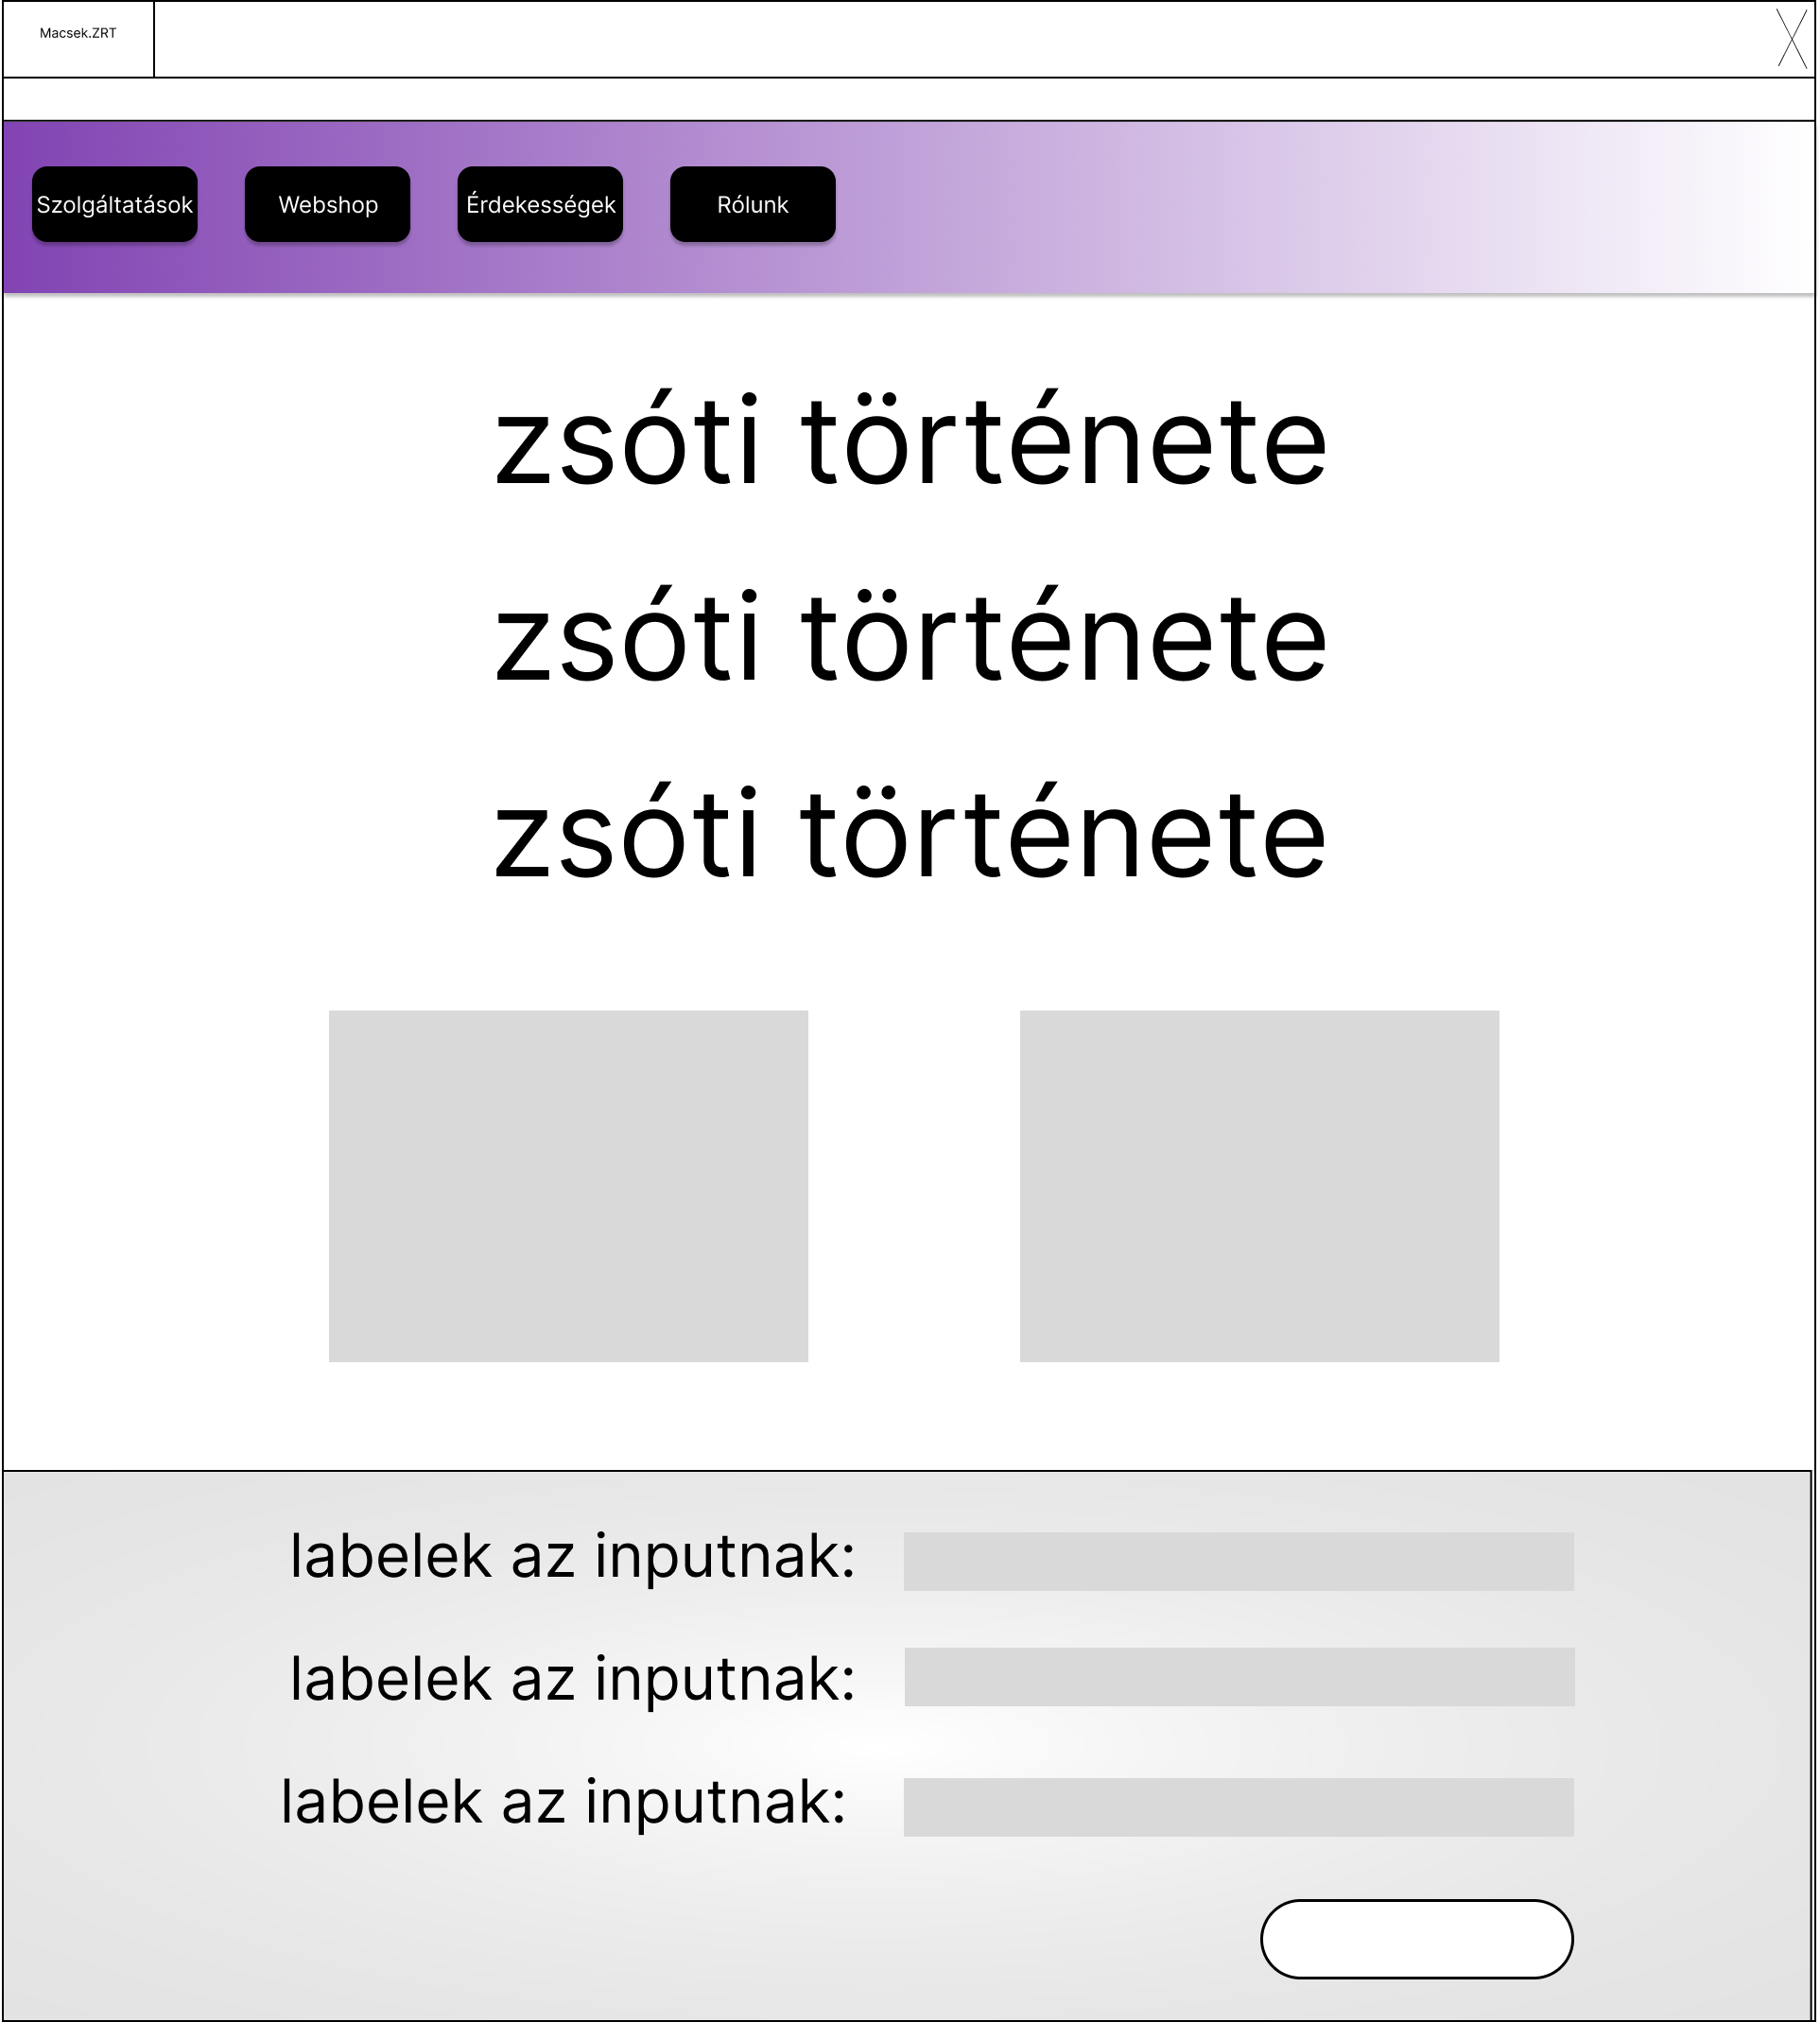 Macsek.ZRT
Szolgáltatások Webshop Érdekességek Rólunk
zsóti története
zsóti története
zsóti története
labelek az inputnak:
labelek az inputnak:
labelek az inputnak: